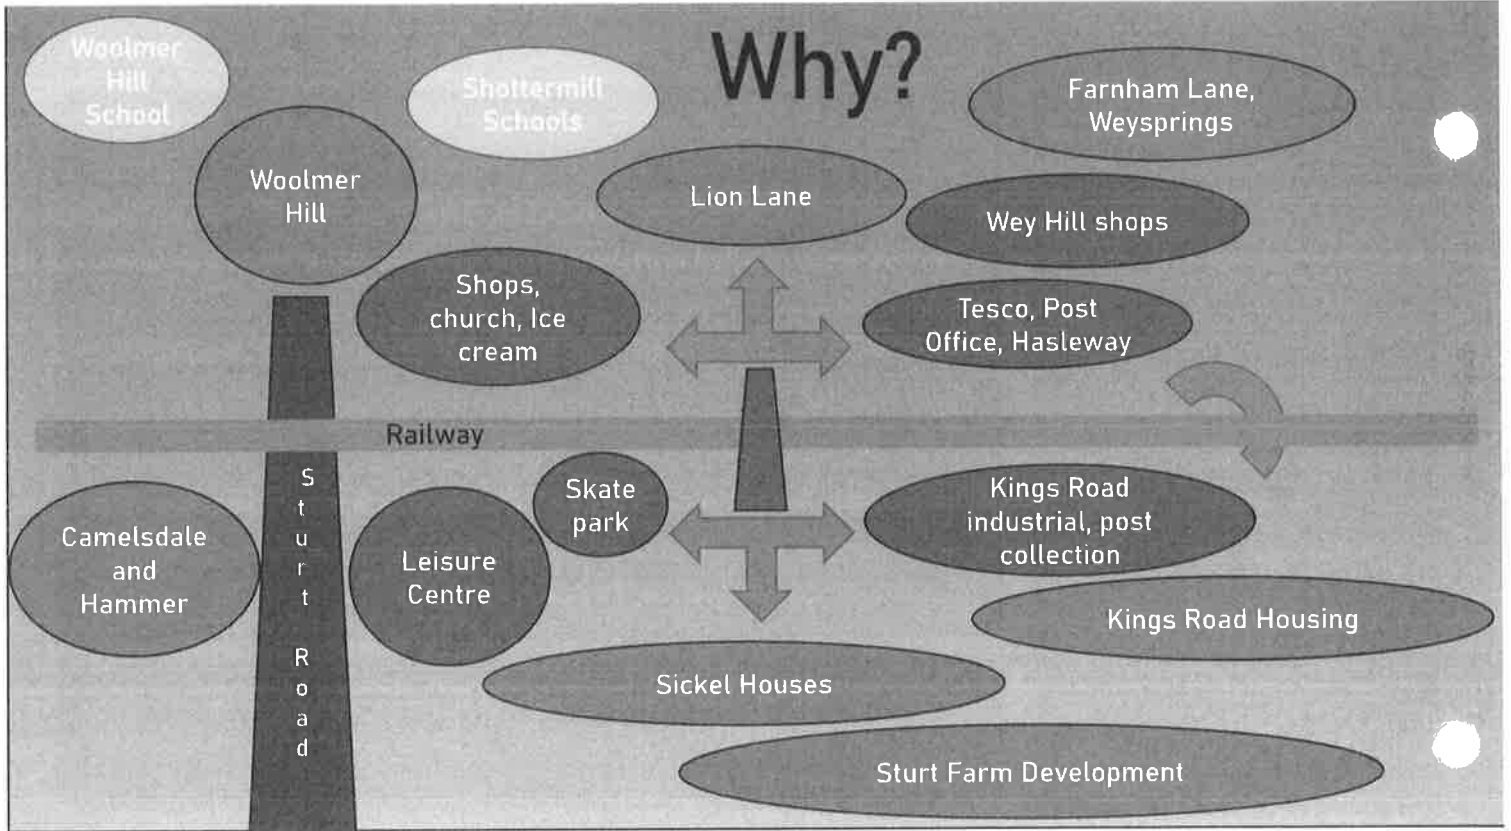 Why?
Woolmer
Hill
School
Shottermill
Schools
Farnham Lane,
Weysprings
Woolmer
Hill
Lion Lane
Wey Hill shops
Shops,
church, Ice
cream
Tesco, Post
Office, Hasleway
Railway
Sturt Road
Skate
park
Kings Road
industrial, post
collection
Camelsdale
and
Hammer
Leisure
Centre
Kings Road Housing
Sickel Houses
Sturt Farm Development